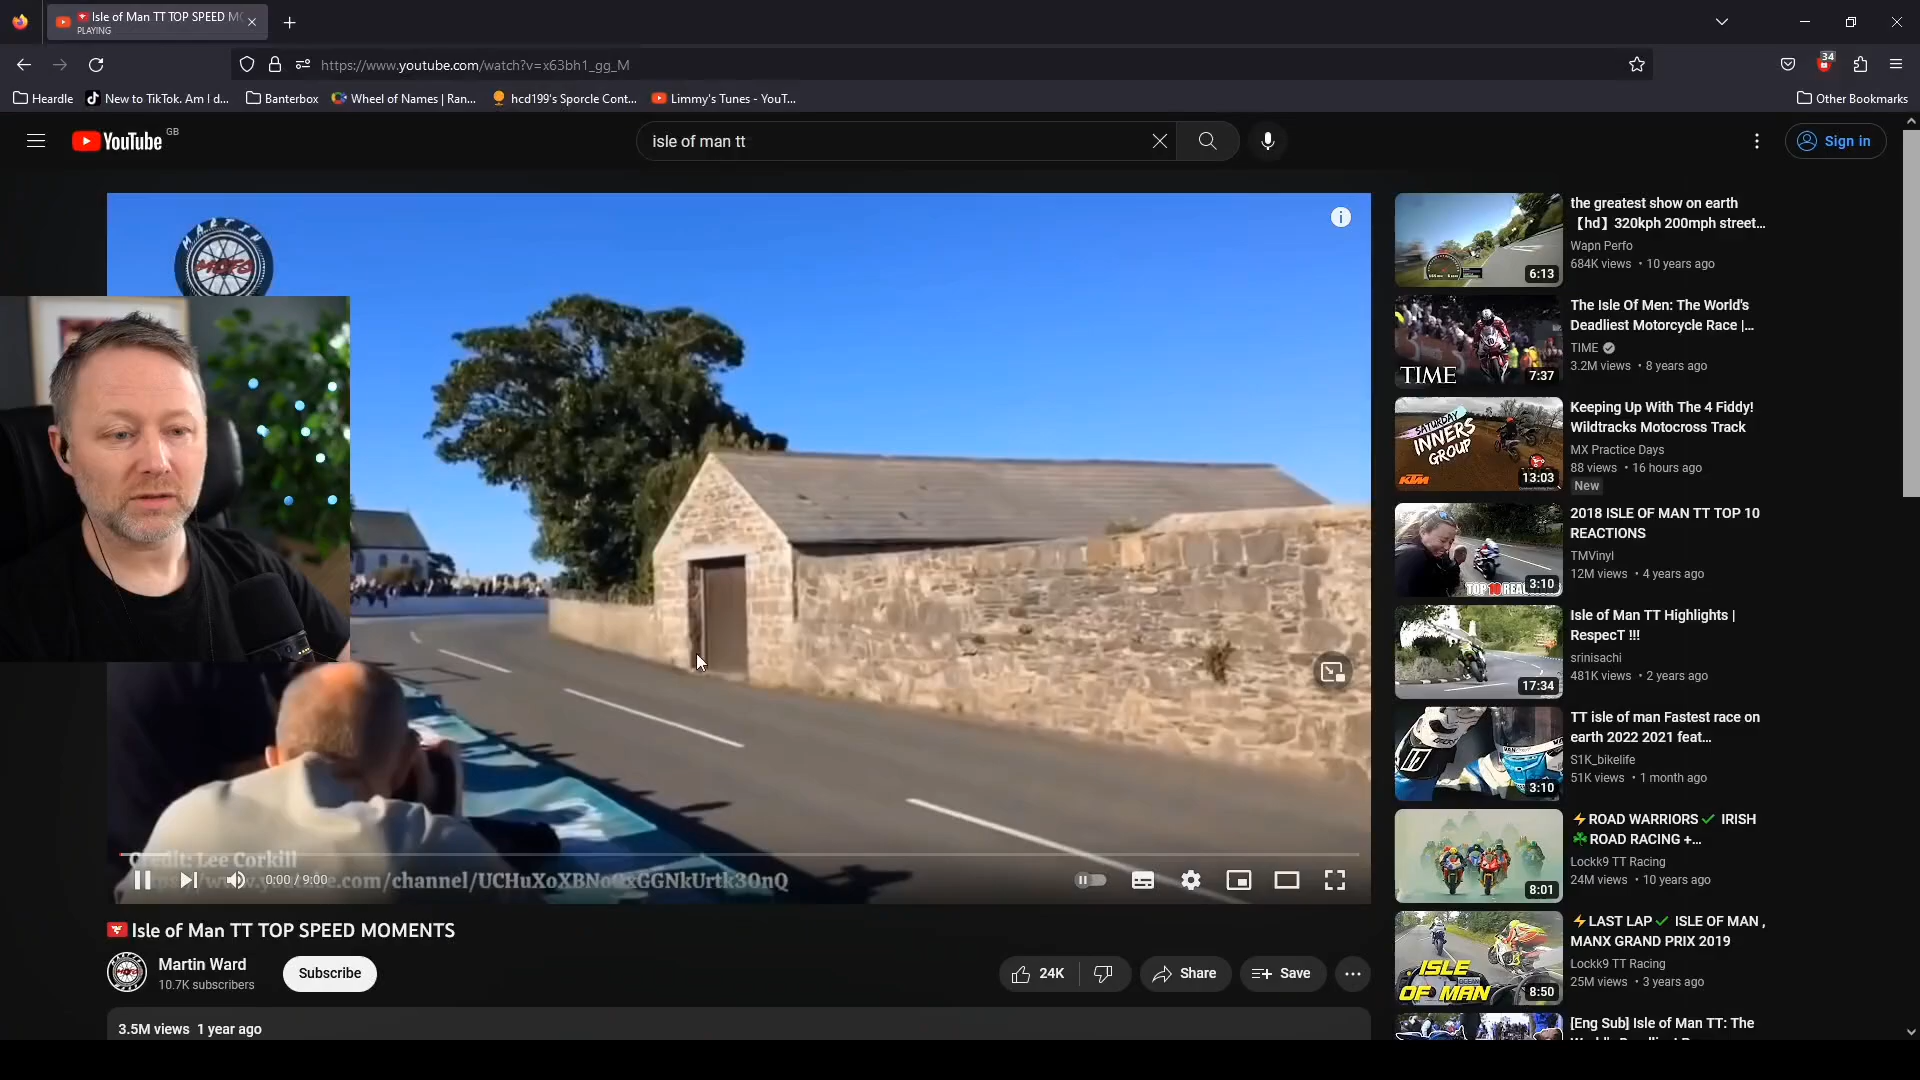 Isle of Man TT TOP SPEED MO
PLAYING
https://www.youtube.com/watch?v=x63bh1_gg_M
34
Heardle
New to TikTok. Am I d...
Banterbox
Wheel of Names | Ran...
hcd199's Sporcle Cont...
Limmy's Tunes - YouT...
Other Bookmarks
YouTube GB
isle of man tt
Sign in
MARTIN
MOTO
Credit: Lee Corkill
0:00 / 9:00
Isle of Man TT TOP SPEED MOMENTS
Martin Ward
10.7K subscribers
Subscribe
24K
Share
Save
3.5M views 1 year ago
the greatest show on earth
【hd】320kph 200mph street...
Wapn Perfo
684K views • 10 years ago
6:13
The Isle Of Men: The World's
Deadliest Motorcycle Race |...
TIME
3.2M views • 8 years ago
TIME
7:37
Keeping Up With The 4 Fiddy!
Wildtracks Motocross Track
MX Practice Days
88 views • 16 hours ago
New
SATURDAY
INNERS
GROUP
KTM
13:03
2018 ISLE OF MAN TT TOP 10
REACTIONS
TMVinyl
12M views • 4 years ago
3:10
Isle of Man TT Highlights |
RespecT !!!
srinisachi
481K views • 2 years ago
17:34
TT isle of man Fastest race on
earth 2022 2021 feat...
S1K_bikelife
51K views • 1 month ago
3:10
⚡ROAD WARRIORS✔ IRISH
☘ROAD RACING +...
Lockk9 TT Racing
24M views • 10 years ago
8:01
⚡LAST LAP✔ ISLE OF MAN ,
MANX GRAND PRIX 2019
Lockk9 TT Racing
25M views • 3 years ago
ISLE
OF MAN
8:50
[Eng Sub] Isle of Man TT: The